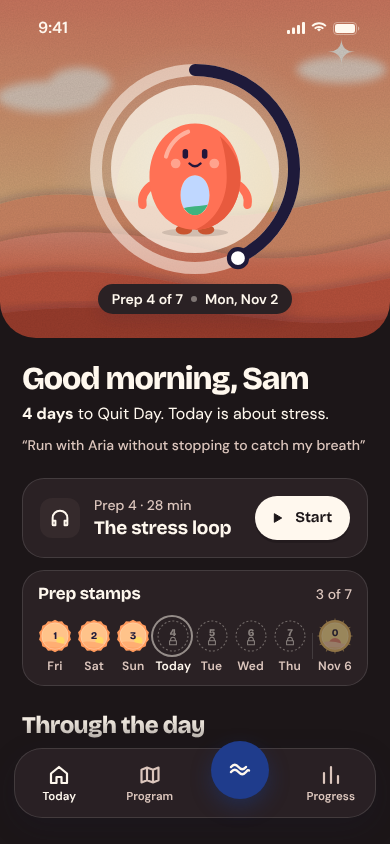 9:41
Prep 4 of 7 • Mon, Nov 2
Good morning, Sam
4 days to Quit Day. Today is about stress.
“Run with Aria without stopping to catch my breath”
Prep 4 · 28 min
The stress loop
Start
Prep stamps
3 of 7
1 2 3 4 5 6 7 0
Fri Sat Sun Today Tue Wed Thu Nov 6
Through the day
Today Program Progress